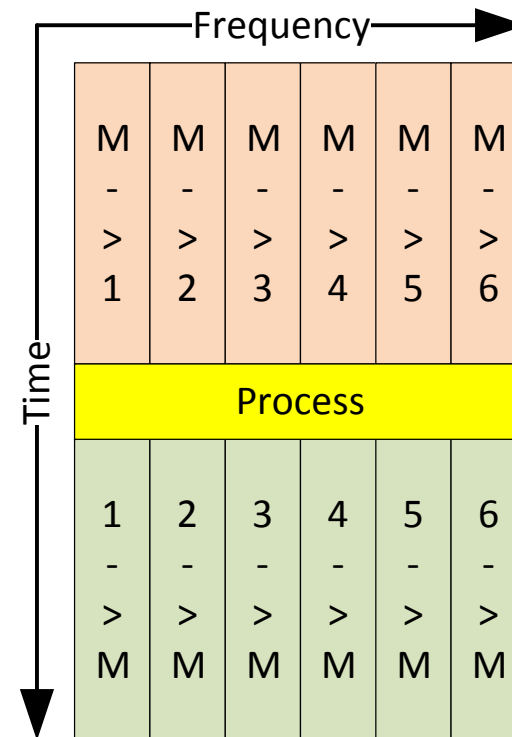 Frequency
Time
M M M M M M
- - - - - -
> > > > > >
1 2 3 4 5 6
Process
1 2 3 4 5 6
- - - - - -
> > > > > >
M M M M M M